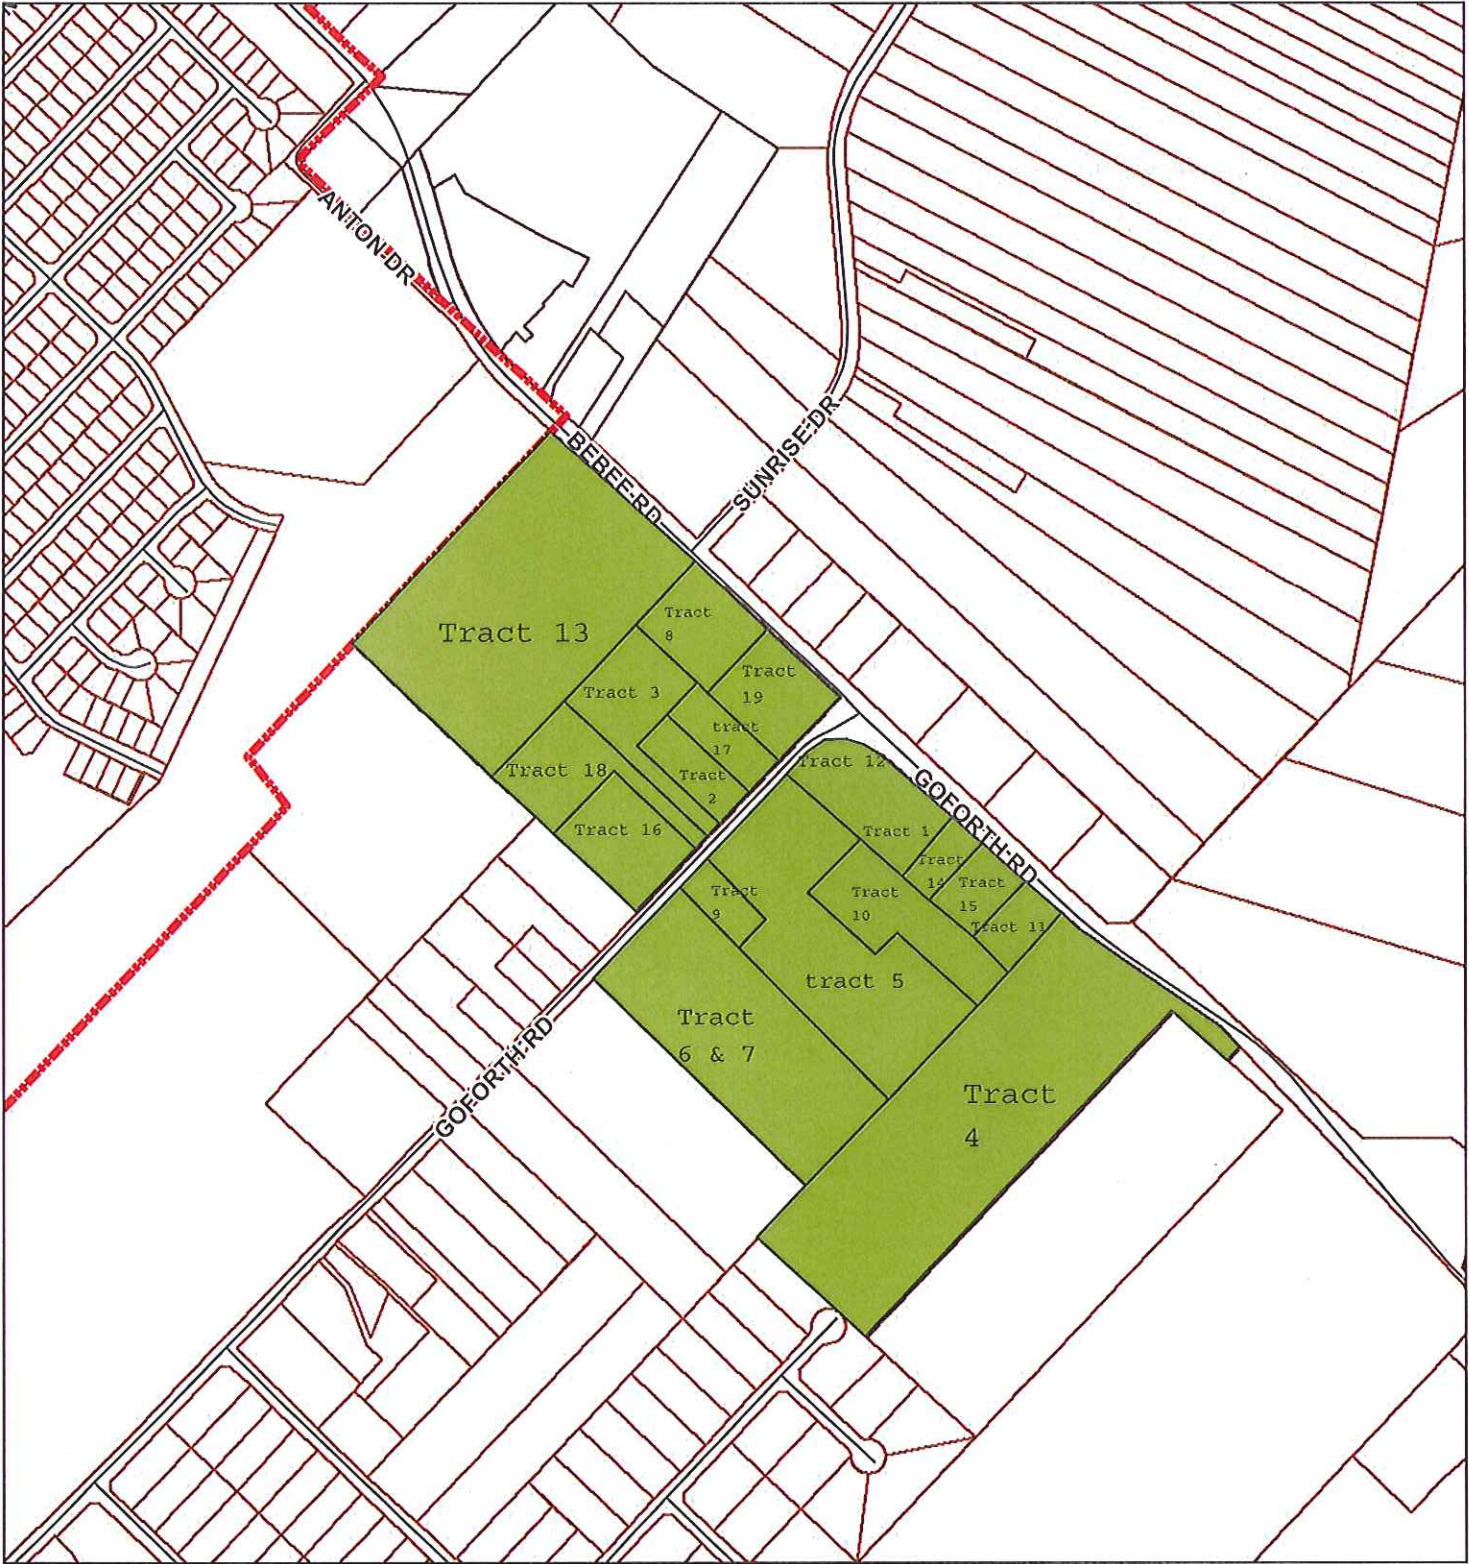 ANTON DR
BEBEE RD
SUNRISE DR
Tract 13
Tract
8
Tract
19
Tract 3
tract
17
Tract 18
Tract
2
Tract 16
Tract 12
GOFORTH RD
Tract 1
Tract
14
Tract
15
Tract
9
Tract
10
Tract 11
tract 5
Tract
6 & 7
GOFORTH RD
Tract
4